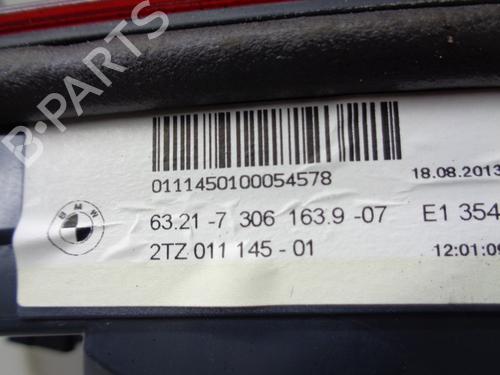 B-PARTS
0111450100054578
18.08.2013
BMW
63.21-7 306 163.9-07 E1 354
2TZ 011 145-01 12:01:09